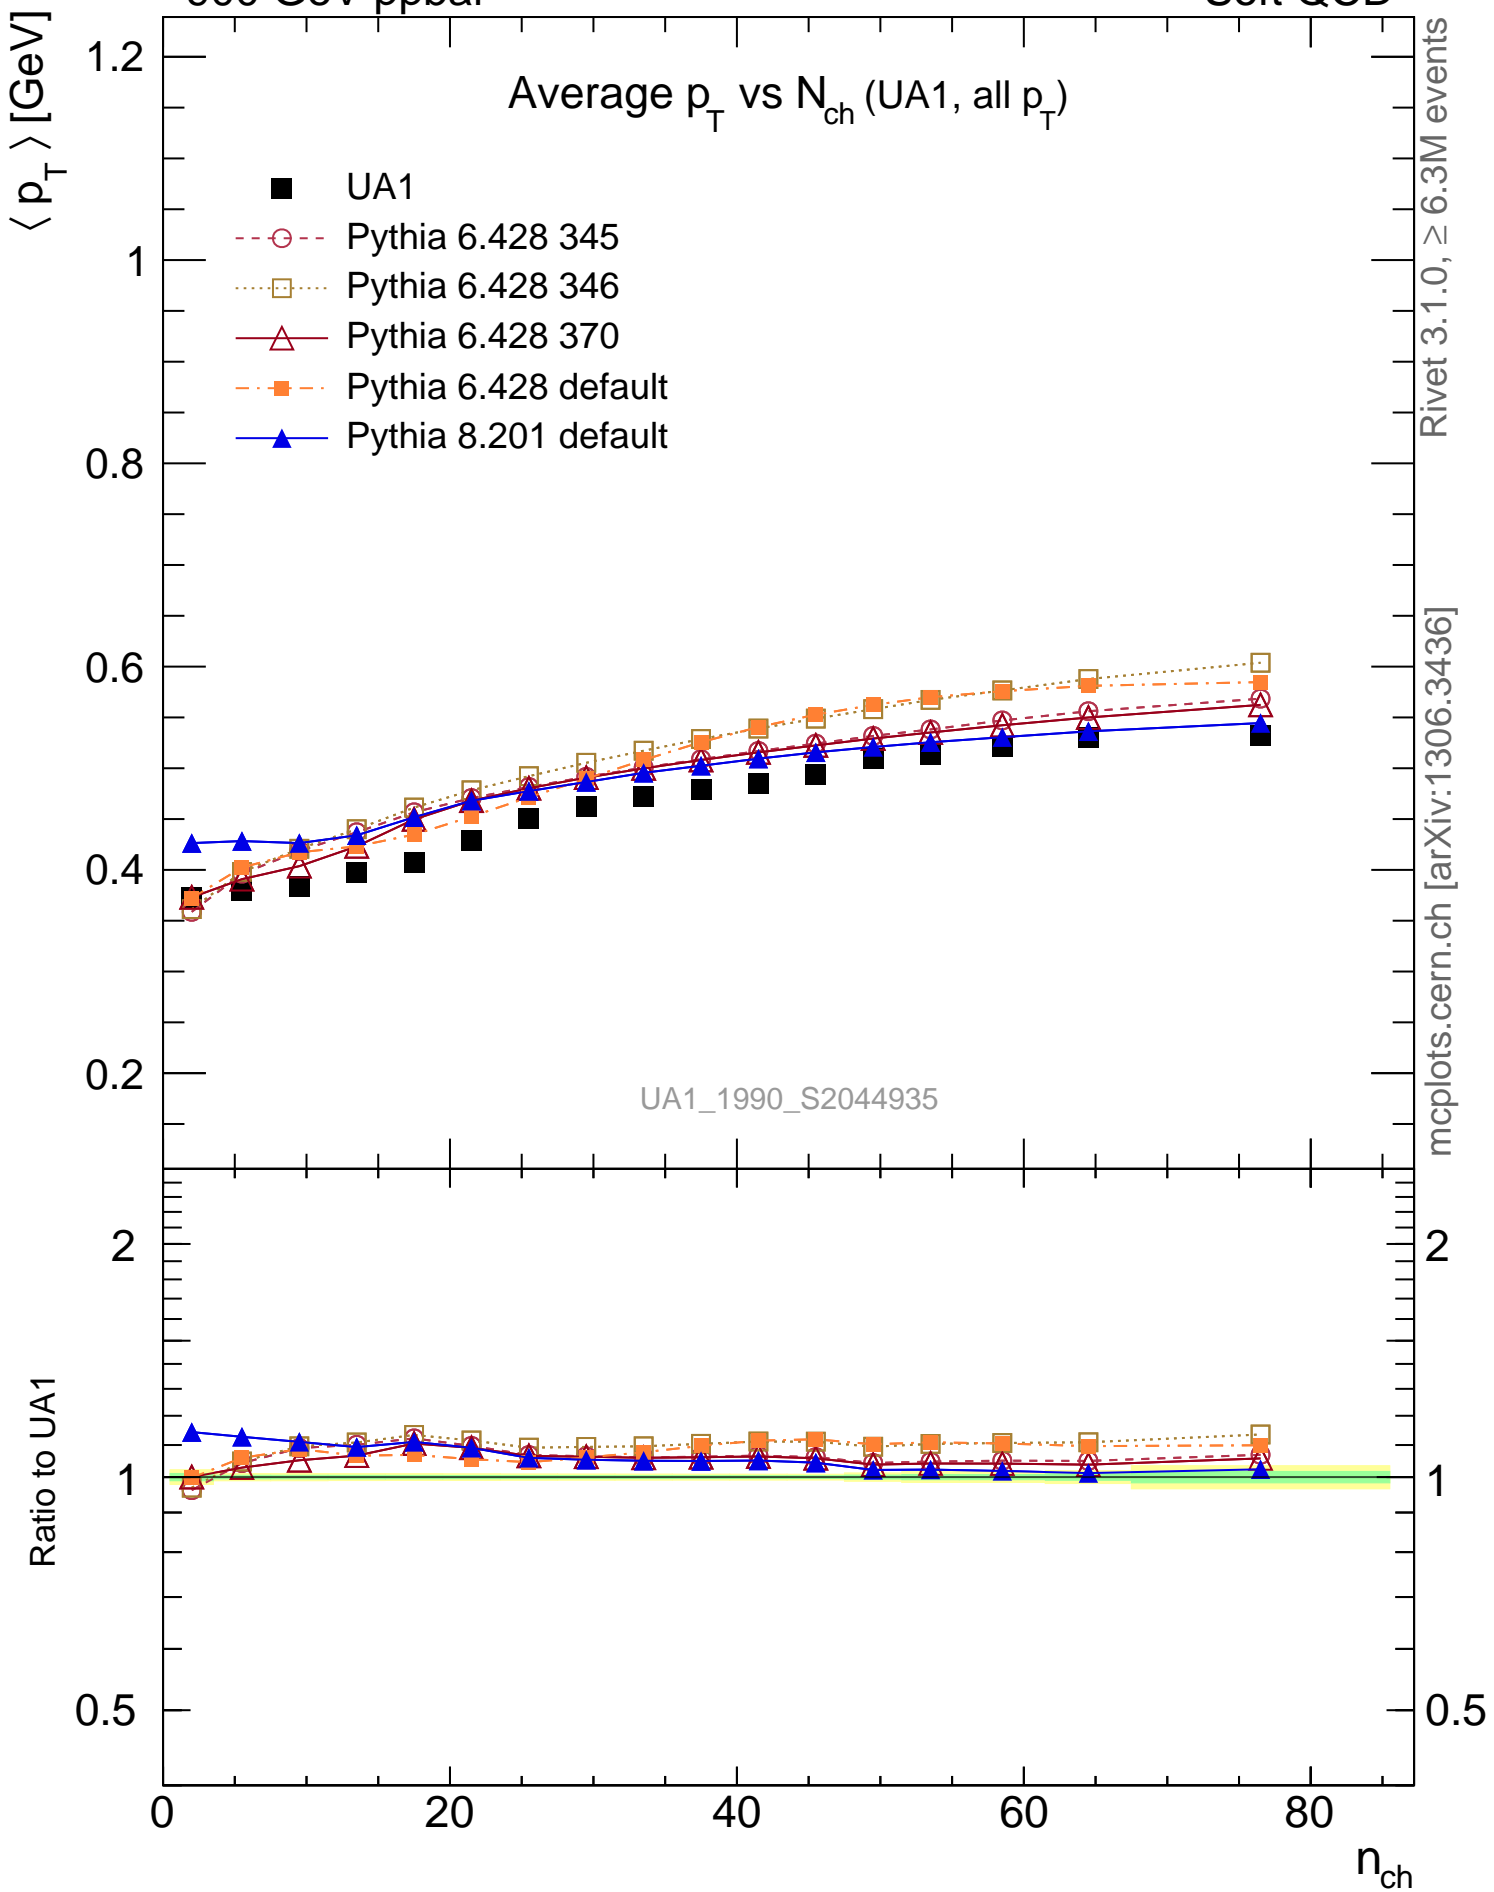 ⟨ p_T ⟩ [GeV]
Average p_T vs N_ch (UA1, all p_T)
UA1
Pythia 6.428 345
Pythia 6.428 346
Pythia 6.428 370
Pythia 6.428 default
Pythia 8.201 default
1.2
1
0.8
0.6
0.4
0.2
UA1_1990_S2044935
Rivet 3.1.0, ≥ 6.3M events
mcplots.cern.ch [arXiv:1306.3436]
Ratio to UA1
2
1
0.5
2
1
0.5
0 20 40 60 80
n_ch